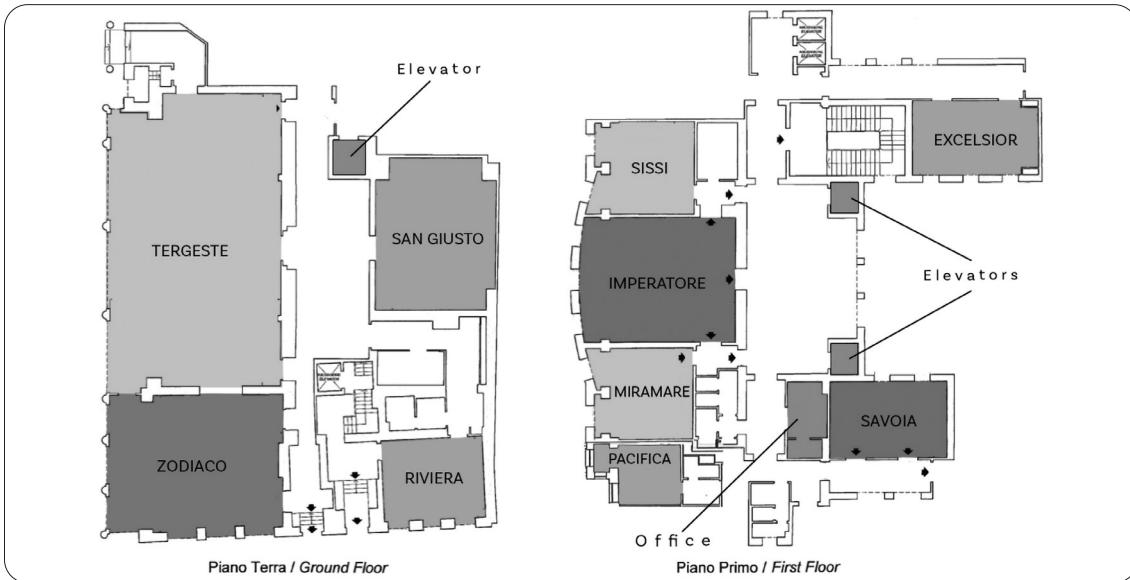 Elevator
TERGESTE
SAN GIUSTO
ZODIACO
RIVIERA
Piano Terra / Ground Floor
SISSI
EXCELSIOR
IMPERATORE
Elevators
MIRAMARE
SAVOIA
PACIFICA
Office
Piano Primo / First Floor